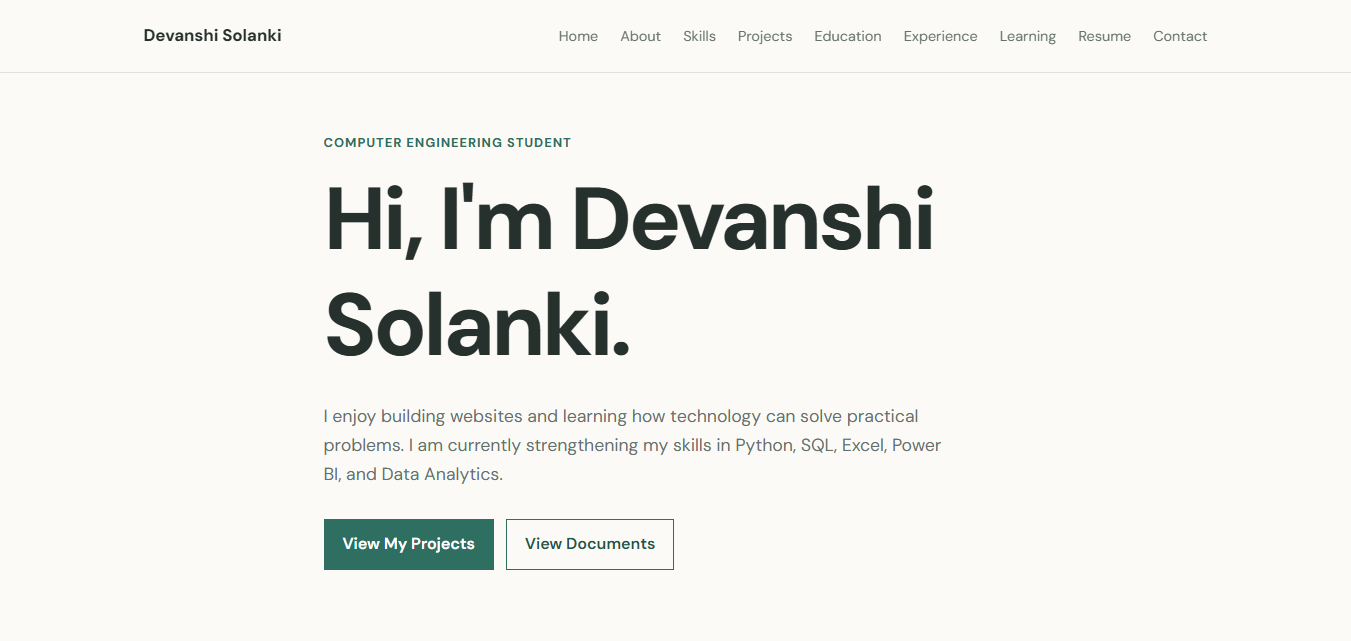 Devanshi Solanki
Home About Skills Projects Education Experience Learning Resume Contact
COMPUTER ENGINEERING STUDENT
Hi, I'm Devanshi
Solanki.
I enjoy building websites and learning how technology can solve practical
problems. I am currently strengthening my skills in Python, SQL, Excel, Power
BI, and Data Analytics.
View My Projects
View Documents